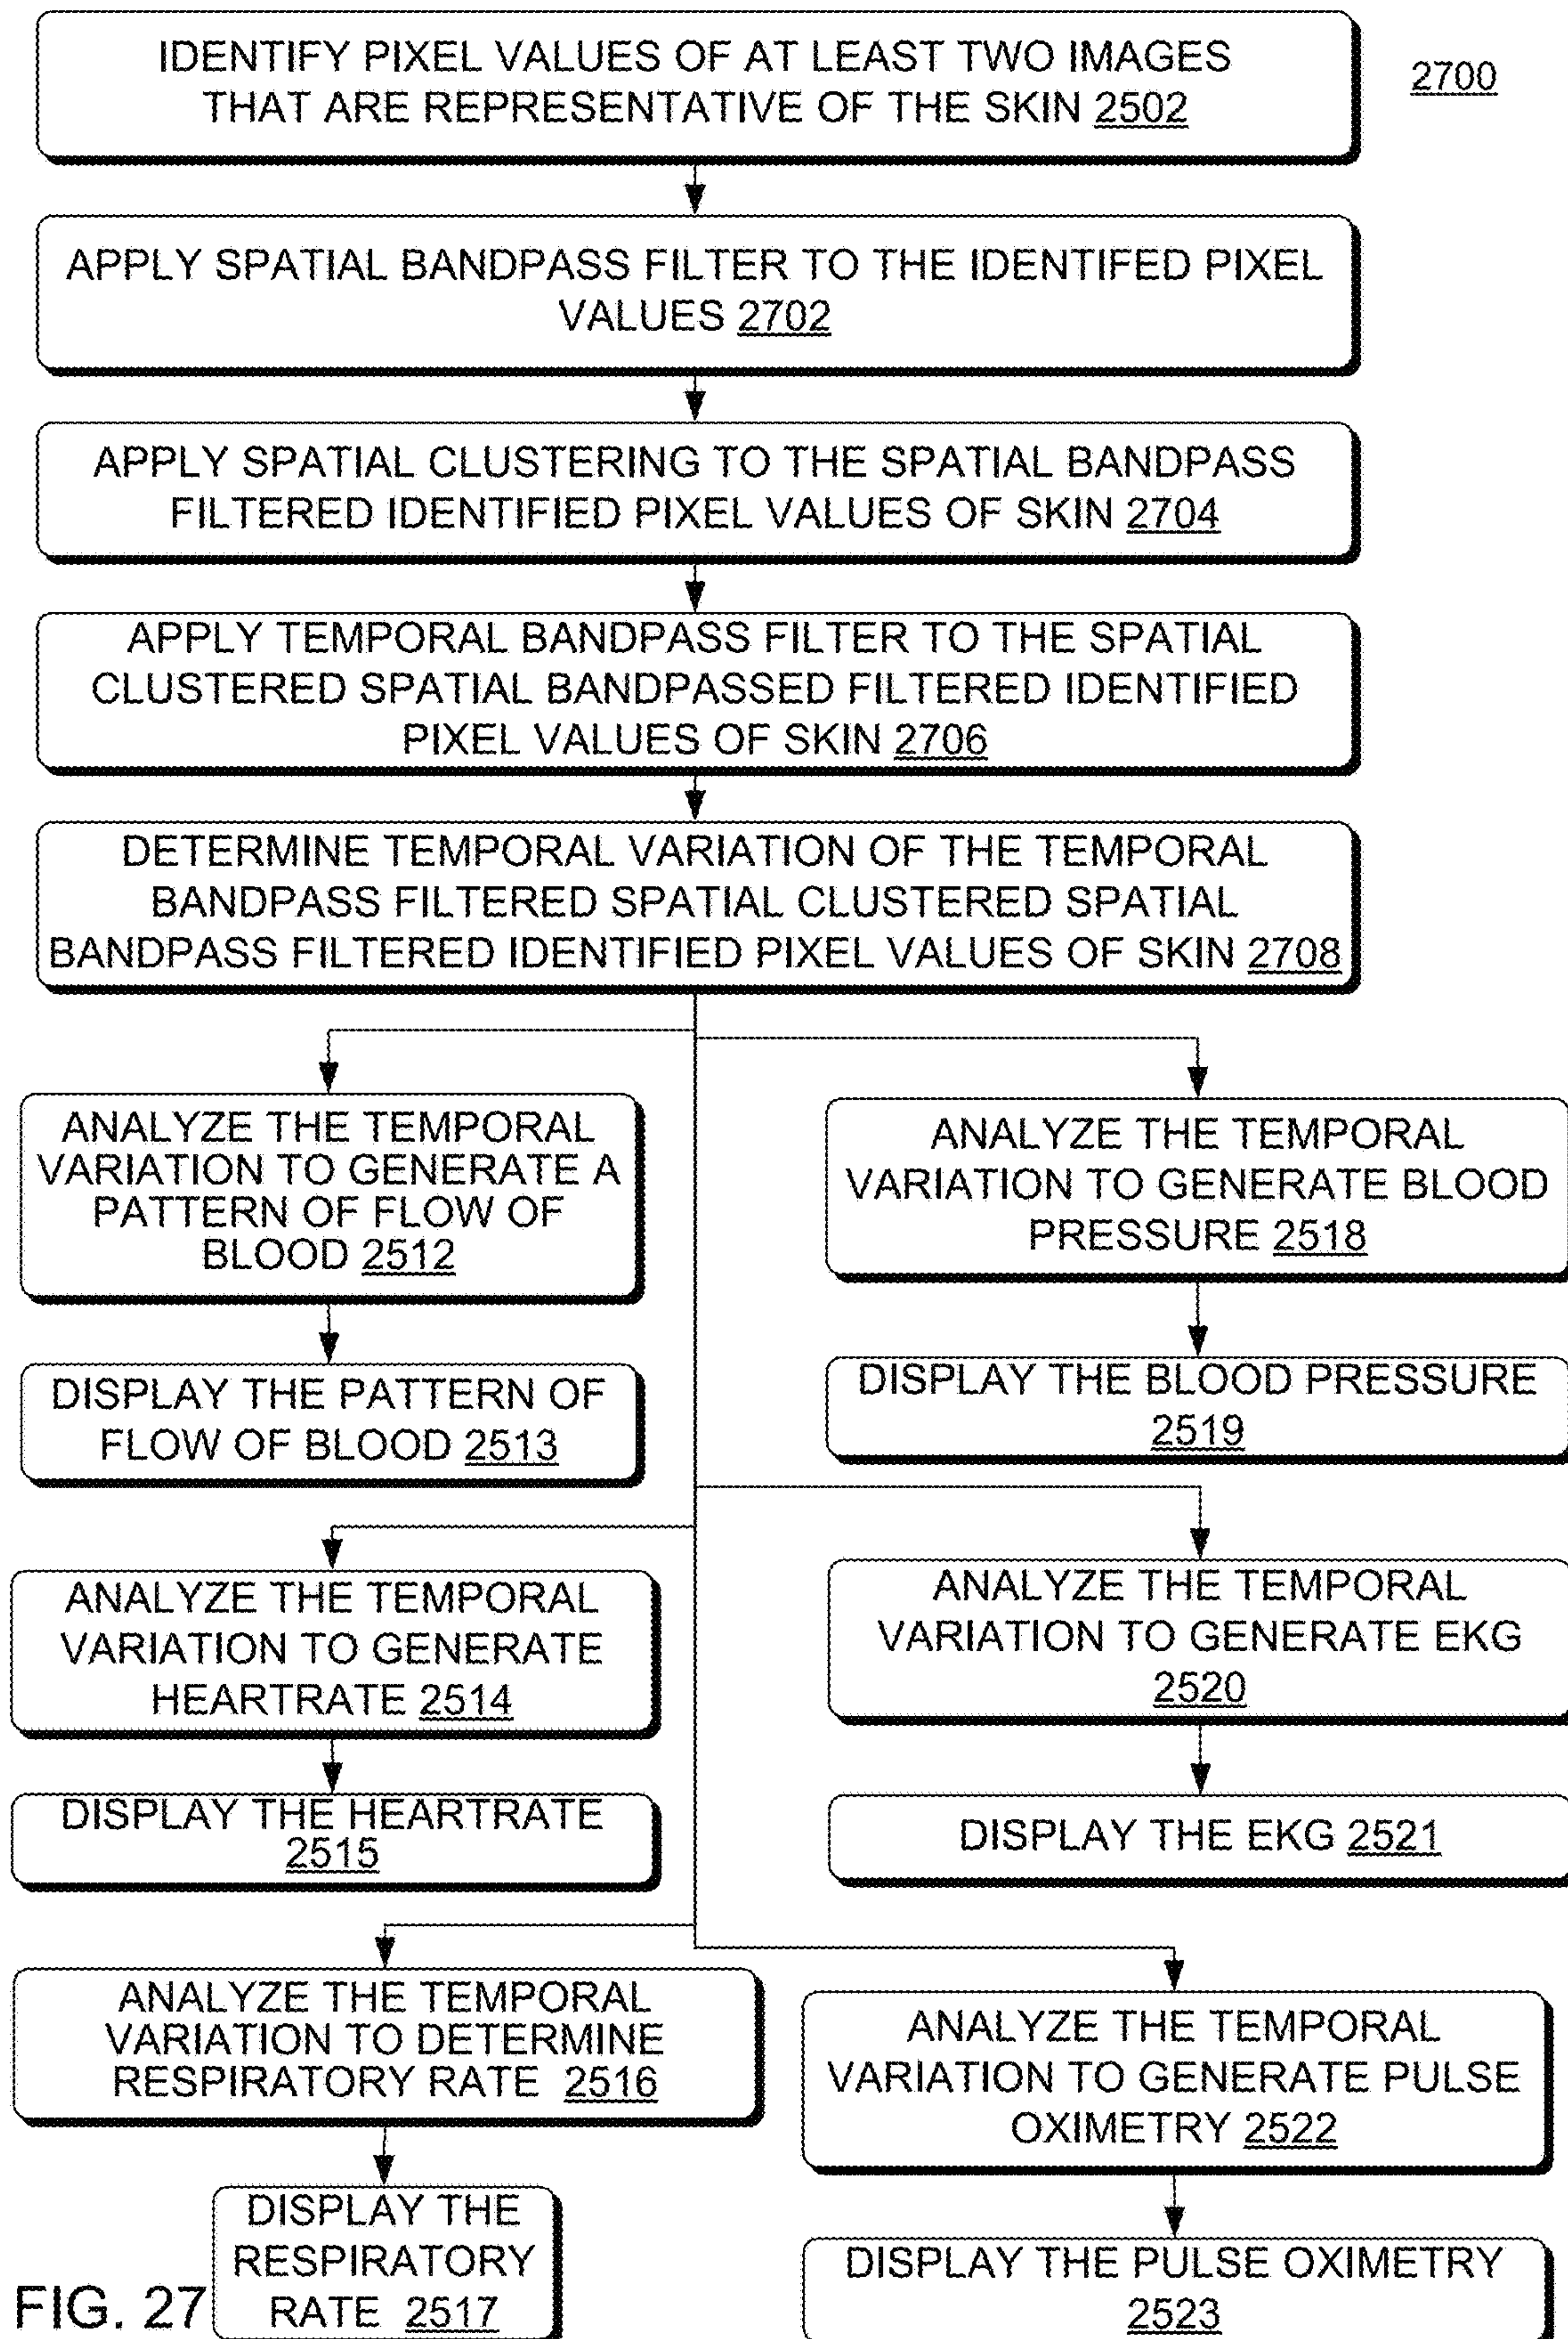 IDENTIFY PIXEL VALUES OF AT LEAST TWO IMAGES
THAT ARE REPRESENTATIVE OF THE SKIN 2502
2700
APPLY SPATIAL BANDPASS FILTER TO THE IDENTIFED PIXEL
VALUES 2702
APPLY SPATIAL CLUSTERING TO THE SPATIAL BANDPASS
FILTERED IDENTIFIED PIXEL VALUES OF SKIN 2704
APPLY TEMPORAL BANDPASS FILTER TO THE SPATIAL
CLUSTERED SPATIAL BANDPASSED FILTERED IDENTIFIED
PIXEL VALUES OF SKIN 2706
DETERMINE TEMPORAL VARIATION OF THE TEMPORAL
BANDPASS FILTERED SPATIAL CLUSTERED SPATIAL
BANDPASS FILTERED IDENTIFIED PIXEL VALUES OF SKIN 2708
ANALYZE THE TEMPORAL
VARIATION TO GENERATE A
PATTERN OF FLOW OF
BLOOD 2512
DISPLAY THE PATTERN OF
FLOW OF BLOOD 2513
ANALYZE THE TEMPORAL
VARIATION TO GENERATE BLOOD
PRESSURE 2518
DISPLAY THE BLOOD PRESSURE
2519
ANALYZE THE TEMPORAL
VARIATION TO GENERATE
HEARTRATE 2514
DISPLAY THE HEARTRATE
2515
ANALYZE THE TEMPORAL
VARIATION TO GENERATE EKG
2520
DISPLAY THE EKG 2521
ANALYZE THE TEMPORAL
VARIATION TO DETERMINE
RESPIRATORY RATE 2516
DISPLAY THE
RESPIRATORY
RATE 2517
ANALYZE THE TEMPORAL
VARIATION TO GENERATE PULSE
OXIMETRY 2522
DISPLAY THE PULSE OXIMETRY
2523
FIG. 27